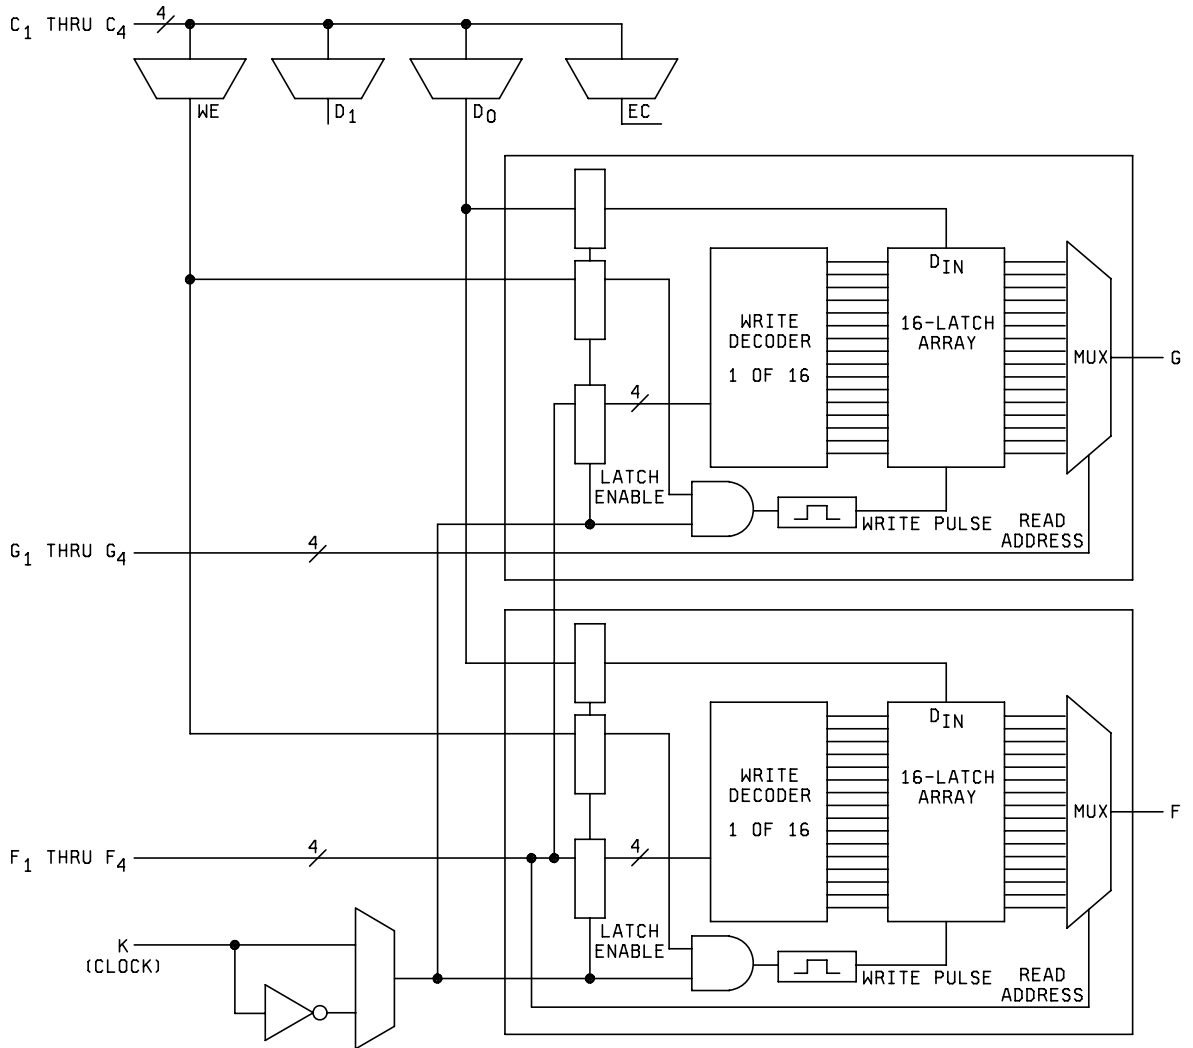 C1 THRU C4
4
WE
D1
D0
EC
DIN
WRITE
DECODER
1 OF 16
16-LATCH
ARRAY
MUX
G
4
LATCH
ENABLE
WRITE PULSE
READ
ADDRESS
G1 THRU G4
4
DIN
WRITE
DECODER
1 OF 16
16-LATCH
ARRAY
MUX
F
F1 THRU F4
4
4
LATCH
ENABLE
WRITE PULSE
READ
ADDRESS
K
(CLOCK)